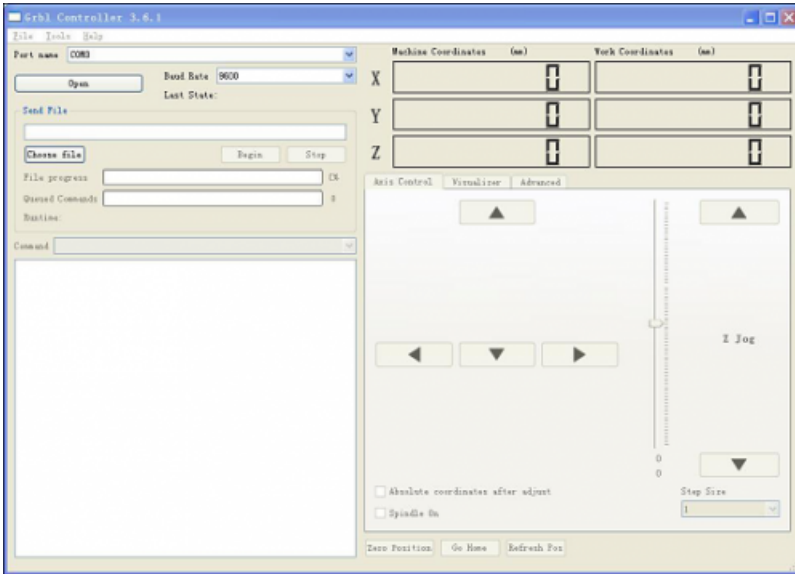 Grbl Controller 3.6.1
File Tools Help
Port name COM3
Open
Baud Rate 9600
Last State:
Send File
Choose file
Begin Stop
File progress 0%
Queued Commands 0
Runtime:
Command
Machine Coordinates (mm) Work Coordinates (mm)
X 0 0
Y 0 0
Z 0 0
Axis Control Visualizer Advanced
Z Jog
0
0
Absolute coordinates after adjust
Spindle On
Step Size
1
Zero Position Go Home Refresh Pos